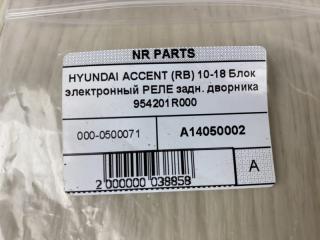 NR PARTS
HYUNDAI ACCENT (RB) 10-18 Блок
электронный РЕЛЕ задн. дворника
954201R000
000-0500071
A14050002
2 000000 038858
A